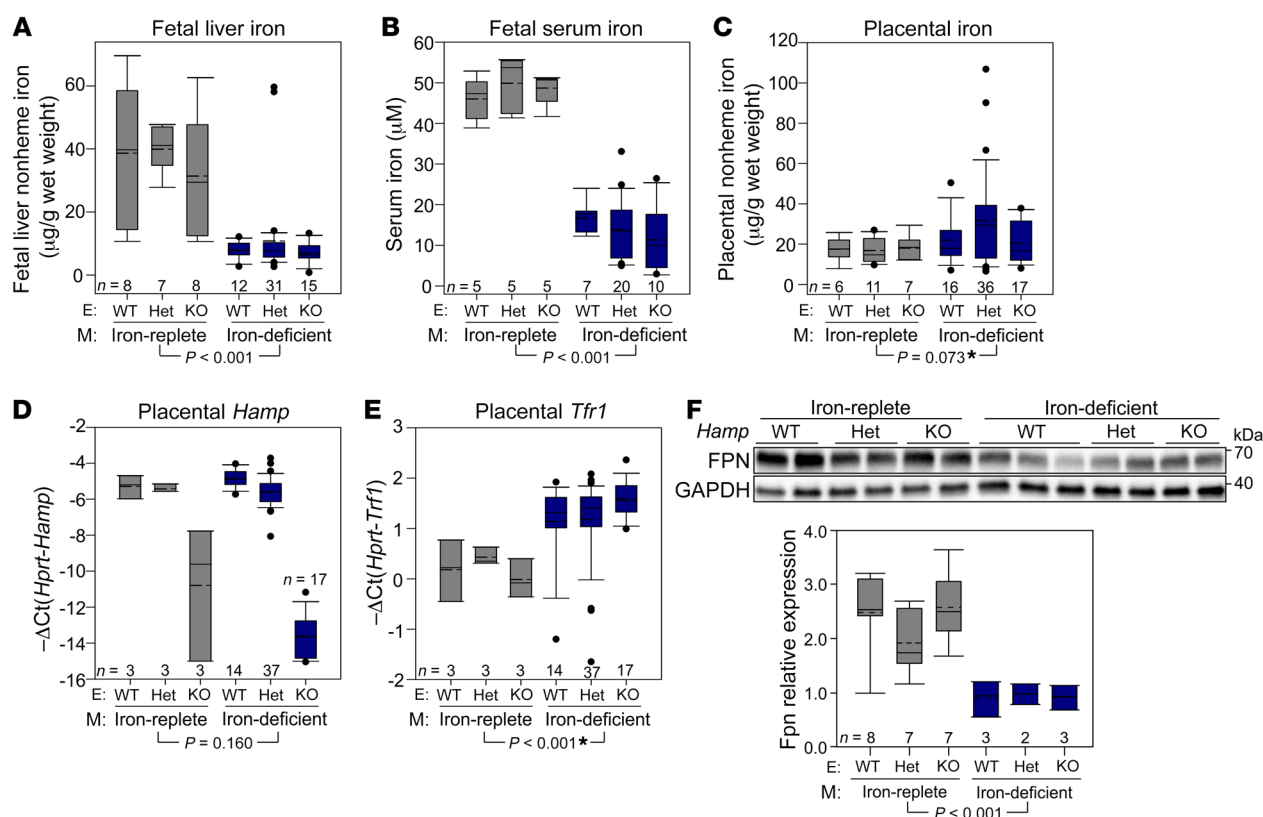 A
Fetal liver iron
Fetal liver nonheme iron
(μg/g wet weight)
60
40
20
0
n = 8 7 8 12 31 15
E: WT Het KO WT Het KO
M: Iron-replete Iron-deficient
P < 0.001
B
Fetal serum iron
Serum iron (μM)
60
50
40
30
20
10
0
n = 5 5 5 7 20 10
E: WT Het KO WT Het KO
M: Iron-replete Iron-deficient
P < 0.001
C
Placental iron
Placental nonheme iron
(μg/g wet weight)
120
100
80
60
40
20
0
n = 6 11 7 16 36 17
E: WT Het KO WT Het KO
M: Iron-replete Iron-deficient
P = 0.073*
D
Placental Hamp
−ΔCt(Hprt-Hamp)
-2
-4
-6
-8
-10
-12
-14
-16
n = 17
n = 3 3 3 14 37
E: WT Het KO WT Het KO
M: Iron-replete Iron-deficient
P = 0.160
E
Placental Tfr1
−ΔCt(Hprt-Tfr1)
3
2
1
0
-1
-2
n = 3 3 3 14 37 17
E: WT Het KO WT Het KO
M: Iron-replete Iron-deficient
P < 0.001*
F
Iron-replete Iron-deficient
Hamp WT Het KO WT Het KO kDa
FPN 70
GAPDH 40
Fpn relative expression
4.0
3.0
2.0
1.0
0.0
n = 8 7 7 3 2 3
E: WT Het KO WT Het KO
M: Iron-replete Iron-deficient
P < 0.001